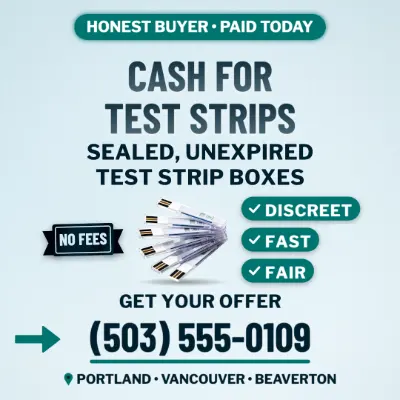 HONEST BUYER • PAID TODAY
CASH FOR
TEST STRIPS
SEALED, UNEXPIRED
TEST STRIP BOXES
NO FEES
DISCREET
FAST
FAIR
GET YOUR OFFER
(503) 555-0109
PORTLAND • VANCOUVER • BEAVERTON